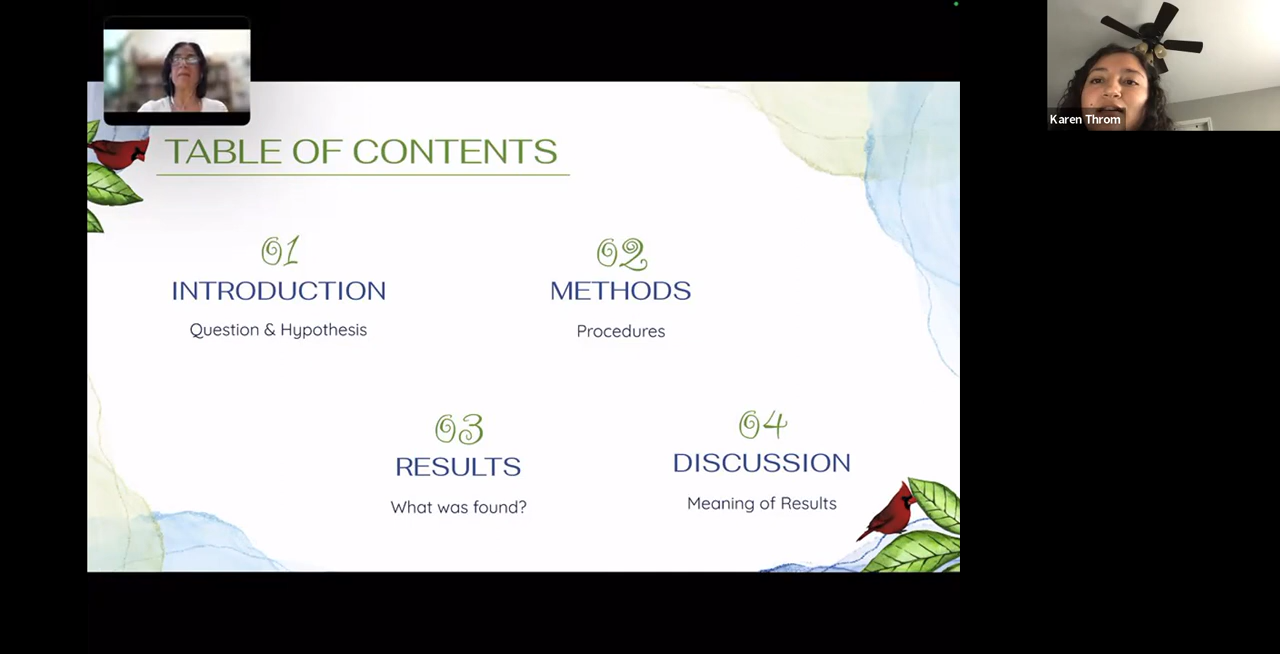 TABLE OF CONTENTS
01
INTRODUCTION
Question & Hypothesis
02
METHODS
Procedures
03
RESULTS
What was found?
04
DISCUSSION
Meaning of Results
Karen Throm